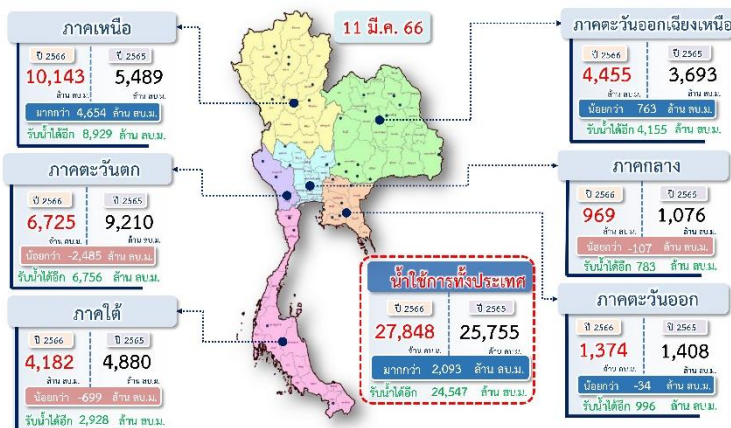 11 มี.ค. 66
ภาคเหนือ
ปี 2566 ปี 2565
10,143 5,489
ล้าน ลบ.ม. ล้าน ลบ.ม.
มากกว่า 4,654 ล้าน ลบ.ม.
รับน้ำได้อีก 8,929 ล้าน ลบ.ม.
ภาคตะวันออกเฉียงเหนือ
ปี 2566 ปี 2565
4,455 3,693
ล้าน ลบ.ม. ล้าน ลบ.ม.
น้อยกว่า 763 ล้าน ลบ.ม.
รับน้ำได้อีก 4,155 ล้าน ลบ.ม.
ภาคตะวันตก
ปี 2566 ปี 2565
6,725 9,210
ล้าน ลบ.ม. ล้าน ลบ.ม.
น้อยกว่า -2,485 ล้าน ลบ.ม.
รับน้ำได้อีก 6,756 ล้าน ลบ.ม.
ภาคกลาง
ปี 2566 ปี 2565
969 1,076
ล้าน ลบ.ม. ล้าน ลบ.ม.
น้อยกว่า -107 ล้าน ลบ.ม.
รับน้ำได้อีก 783 ล้าน ลบ.ม.
ภาคใต้
ปี 2566 ปี 2565
4,182 4,880
ล้าน ลบ.ม. ล้าน ลบ.ม.
น้อยกว่า -699 ล้าน ลบ.ม.
รับน้ำได้อีก 2,928 ล้าน ลบ.ม.
น้ำใช้การทั้งประเทศ
ปี 2566 ปี 2565
27,848 25,755
ล้าน ลบ.ม. ล้าน ลบ.ม.
มากกว่า 2,093 ล้าน ลบ.ม.
รับน้ำได้อีก 24,547 ล้าน ลบ.ม.
ภาคตะวันออก
ปี 2566 ปี 2565
1,374 1,408
ล้าน ลบ.ม. ล้าน ลบ.ม.
น้อยกว่า -34 ล้าน ลบ.ม.
รับน้ำได้อีก 996 ล้าน ลบ.ม.